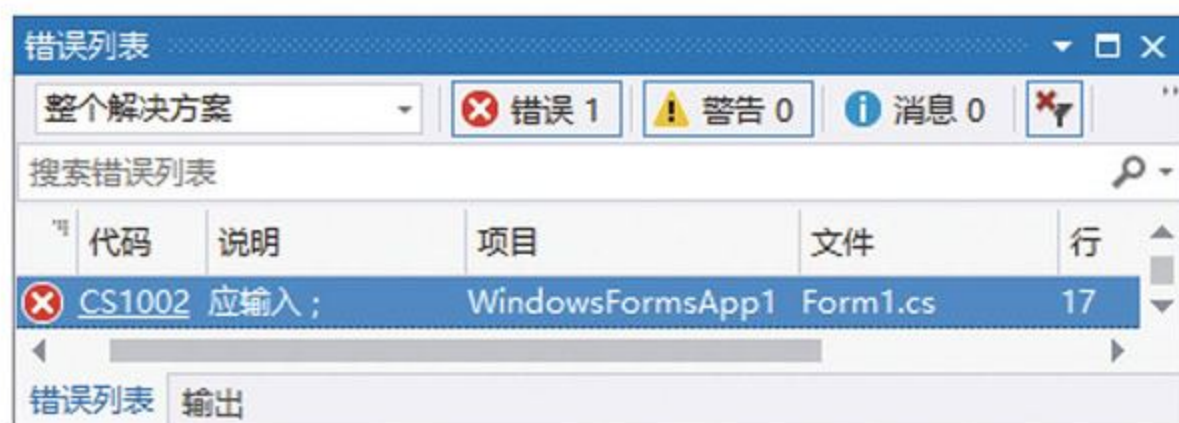 错误列表
整个解决方案 错误 1 警告 0 消息 0
搜索错误列表
代码 说明 项目 文件 行
CS1002 应输入； WindowsFormsApp1 Form1.cs 17
错误列表 输出